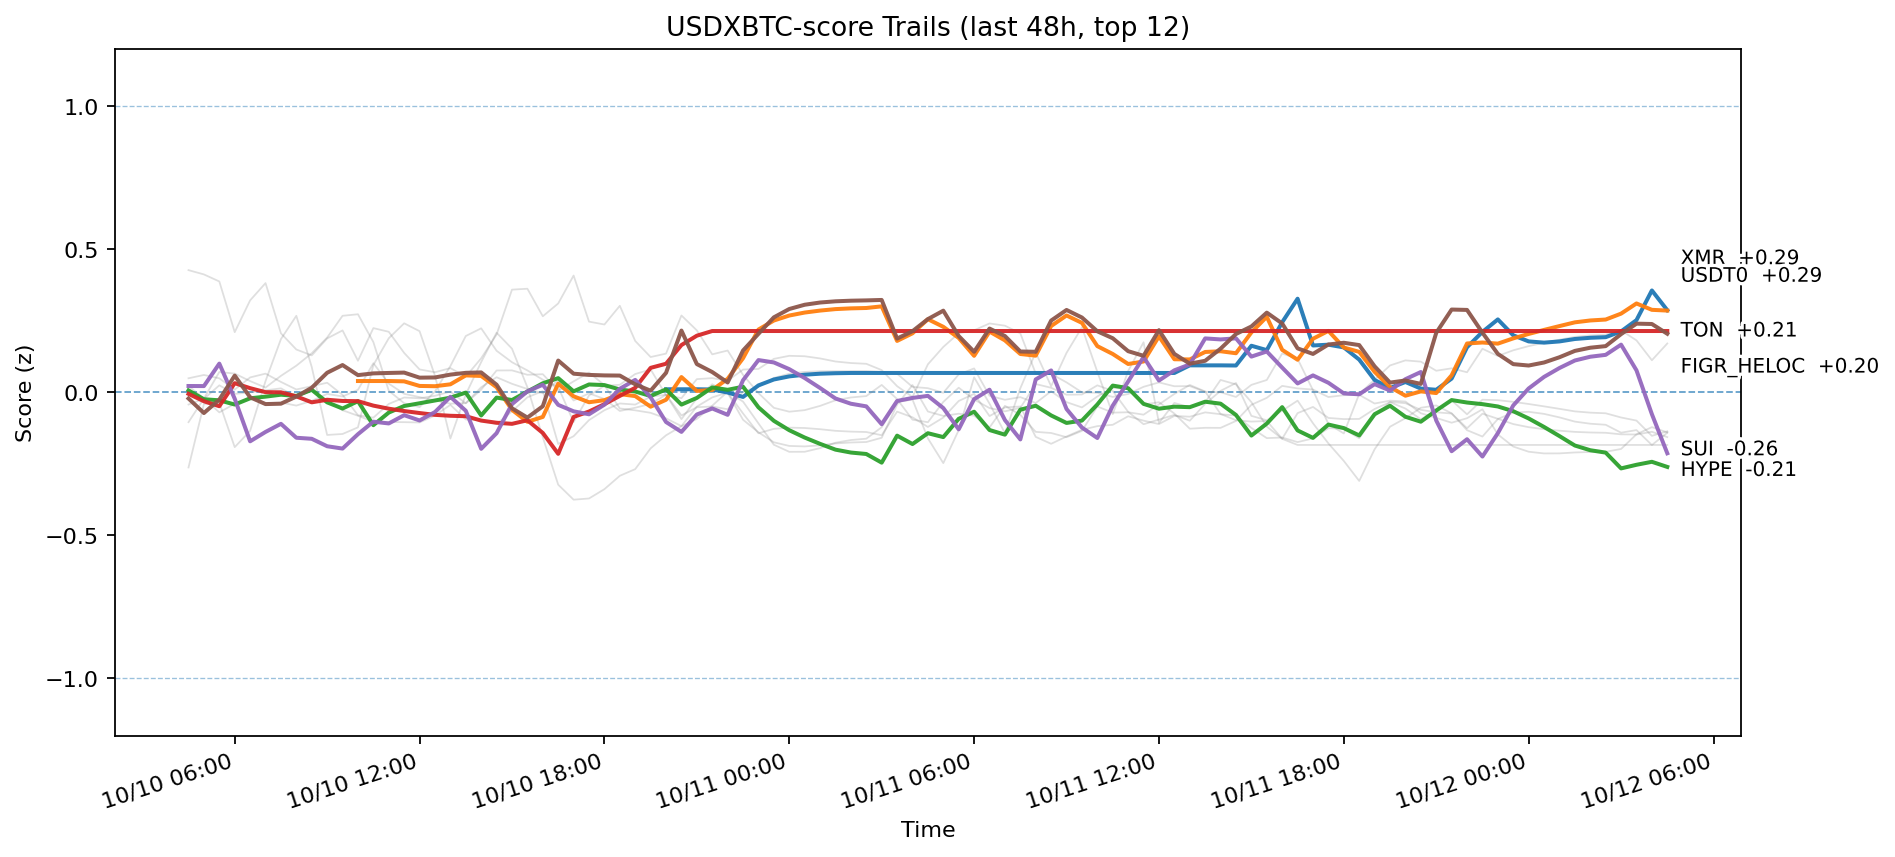 USDXBTC-score Trails (last 48h, top 12)
Score (z)
1.0
0.5
0.0
−0.5
−1.0
XMR +0.29
USDT0 +0.29
TON +0.21
FIGR_HELOC +0.20
SUI -0.26
HYPE -0.21
10/10 06:00
10/10 12:00
10/10 18:00
10/11 00:00
10/11 06:00
10/11 12:00
10/11 18:00
10/12 00:00
10/12 06:00
Time